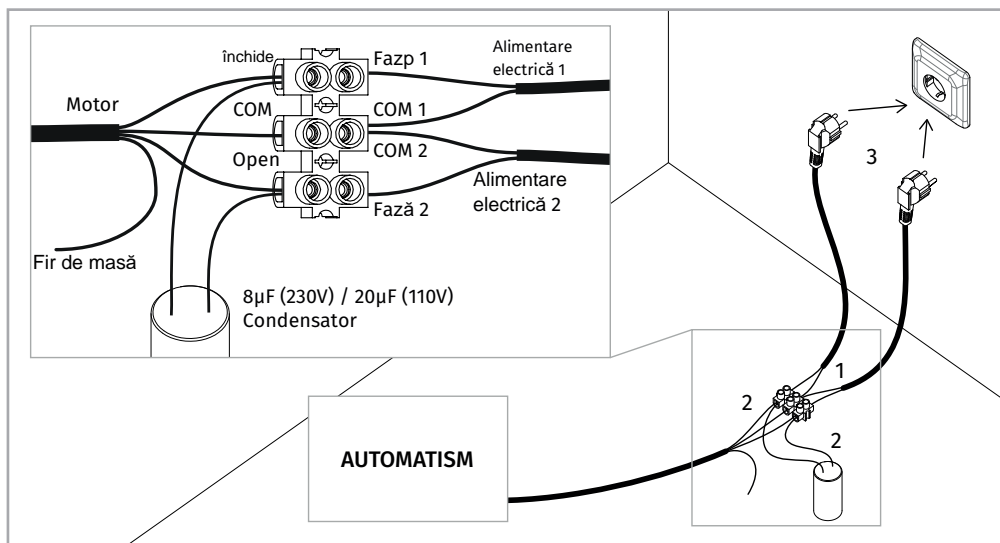 închide
Fazp 1
Alimentare
electrică 1
Motor
COM
COM 1
Open
COM 2
Alimentare
electrică 2
Fază 2
Fir de masă
8µF (230V) / 20µF (110V)
Condensator
3
1
2
2
AUTOMATISM